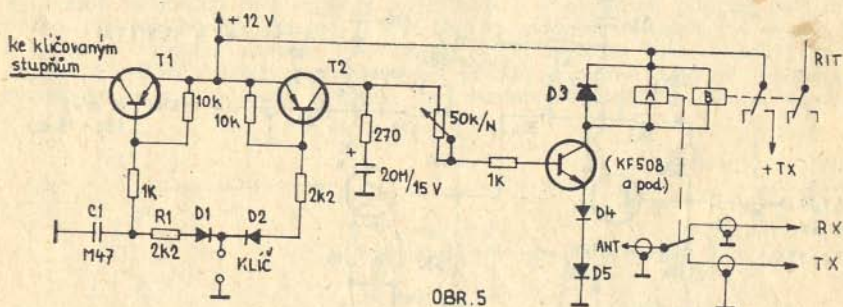 + 12 V
ke klíčovaným
stupňům
T1
T2
RIT
10k
10k
D3
A
B
50k/N
270
+
20M/15 V
1K
(KF508
a pod.)
+ TX
1K
2k2
C1
M47
R1
2k2
D1
D2
KLÍČ
D4
D5
ANT
RX
TX
OBR.5